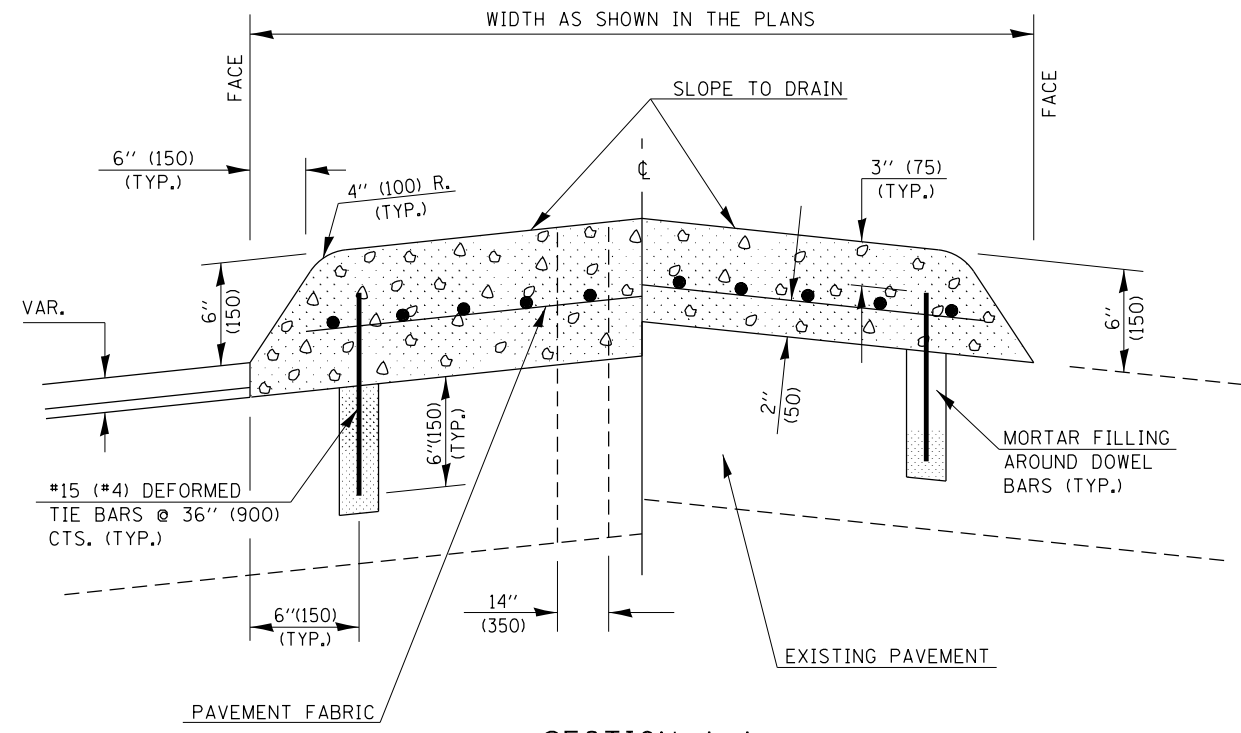 WIDTH AS SHOWN IN THE PLANS
FACE
FACE
SLOPE TO DRAIN
6" (150)
(TYP.)
4" (100) R.
(TYP.)
℄
3" (75)
(TYP.)
VAR.
6"
(150)
6"
(150)
2"
(50)
6"(150)
(TYP.)
MORTAR FILLING
AROUND DOWEL
BARS (TYP.)
#15 (#4) DEFORMED
TIE BARS @ 36" (900)
CTS. (TYP.)
6"(150)
(TYP.)
14"
(350)
EXISTING PAVEMENT
PAVEMENT FABRIC